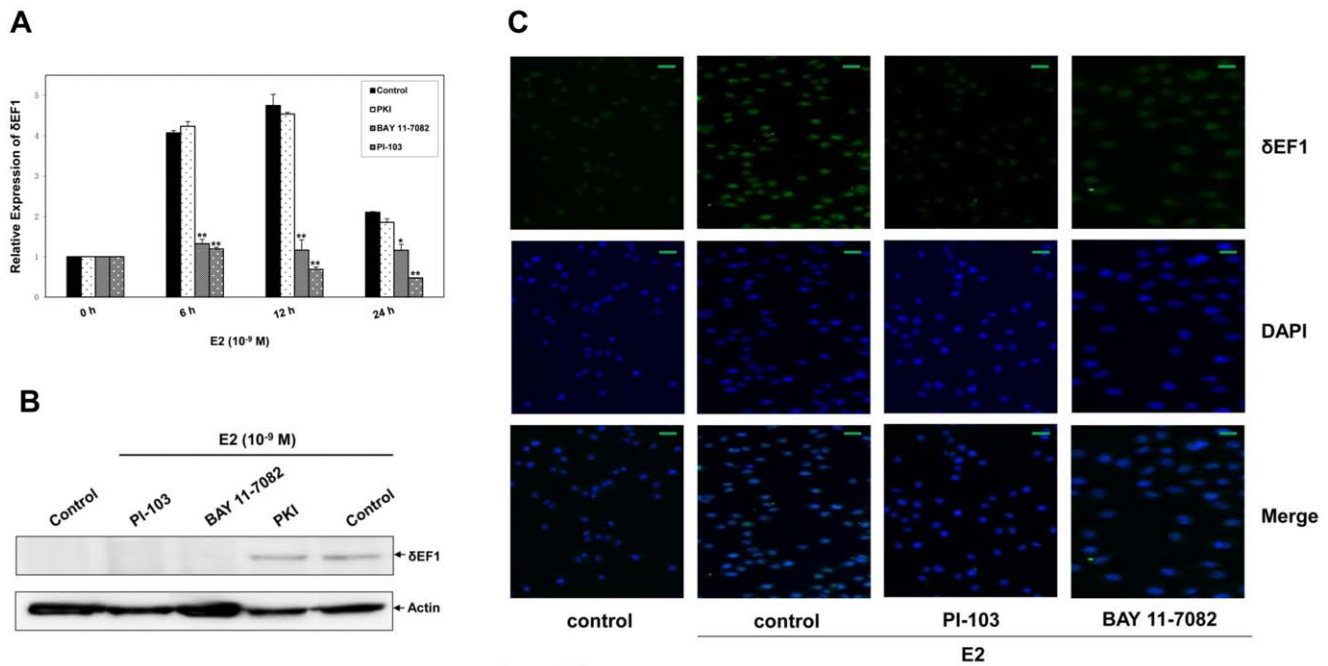 A
Relative Expression of δEF1
5
4
3
2
1
0
Control
PKI
BAY 11-7082
PI-103
**
**
**
**
*
**
0 h
6 h
12 h
24 h
E2 (10⁻⁹ M)
B
E2 (10⁻⁹ M)
Control
PI-103
BAY 11-7082
PKI
Control
δEF1
Actin
C
δEF1
DAPI
Merge
control
control
PI-103
BAY 11-7082
E2